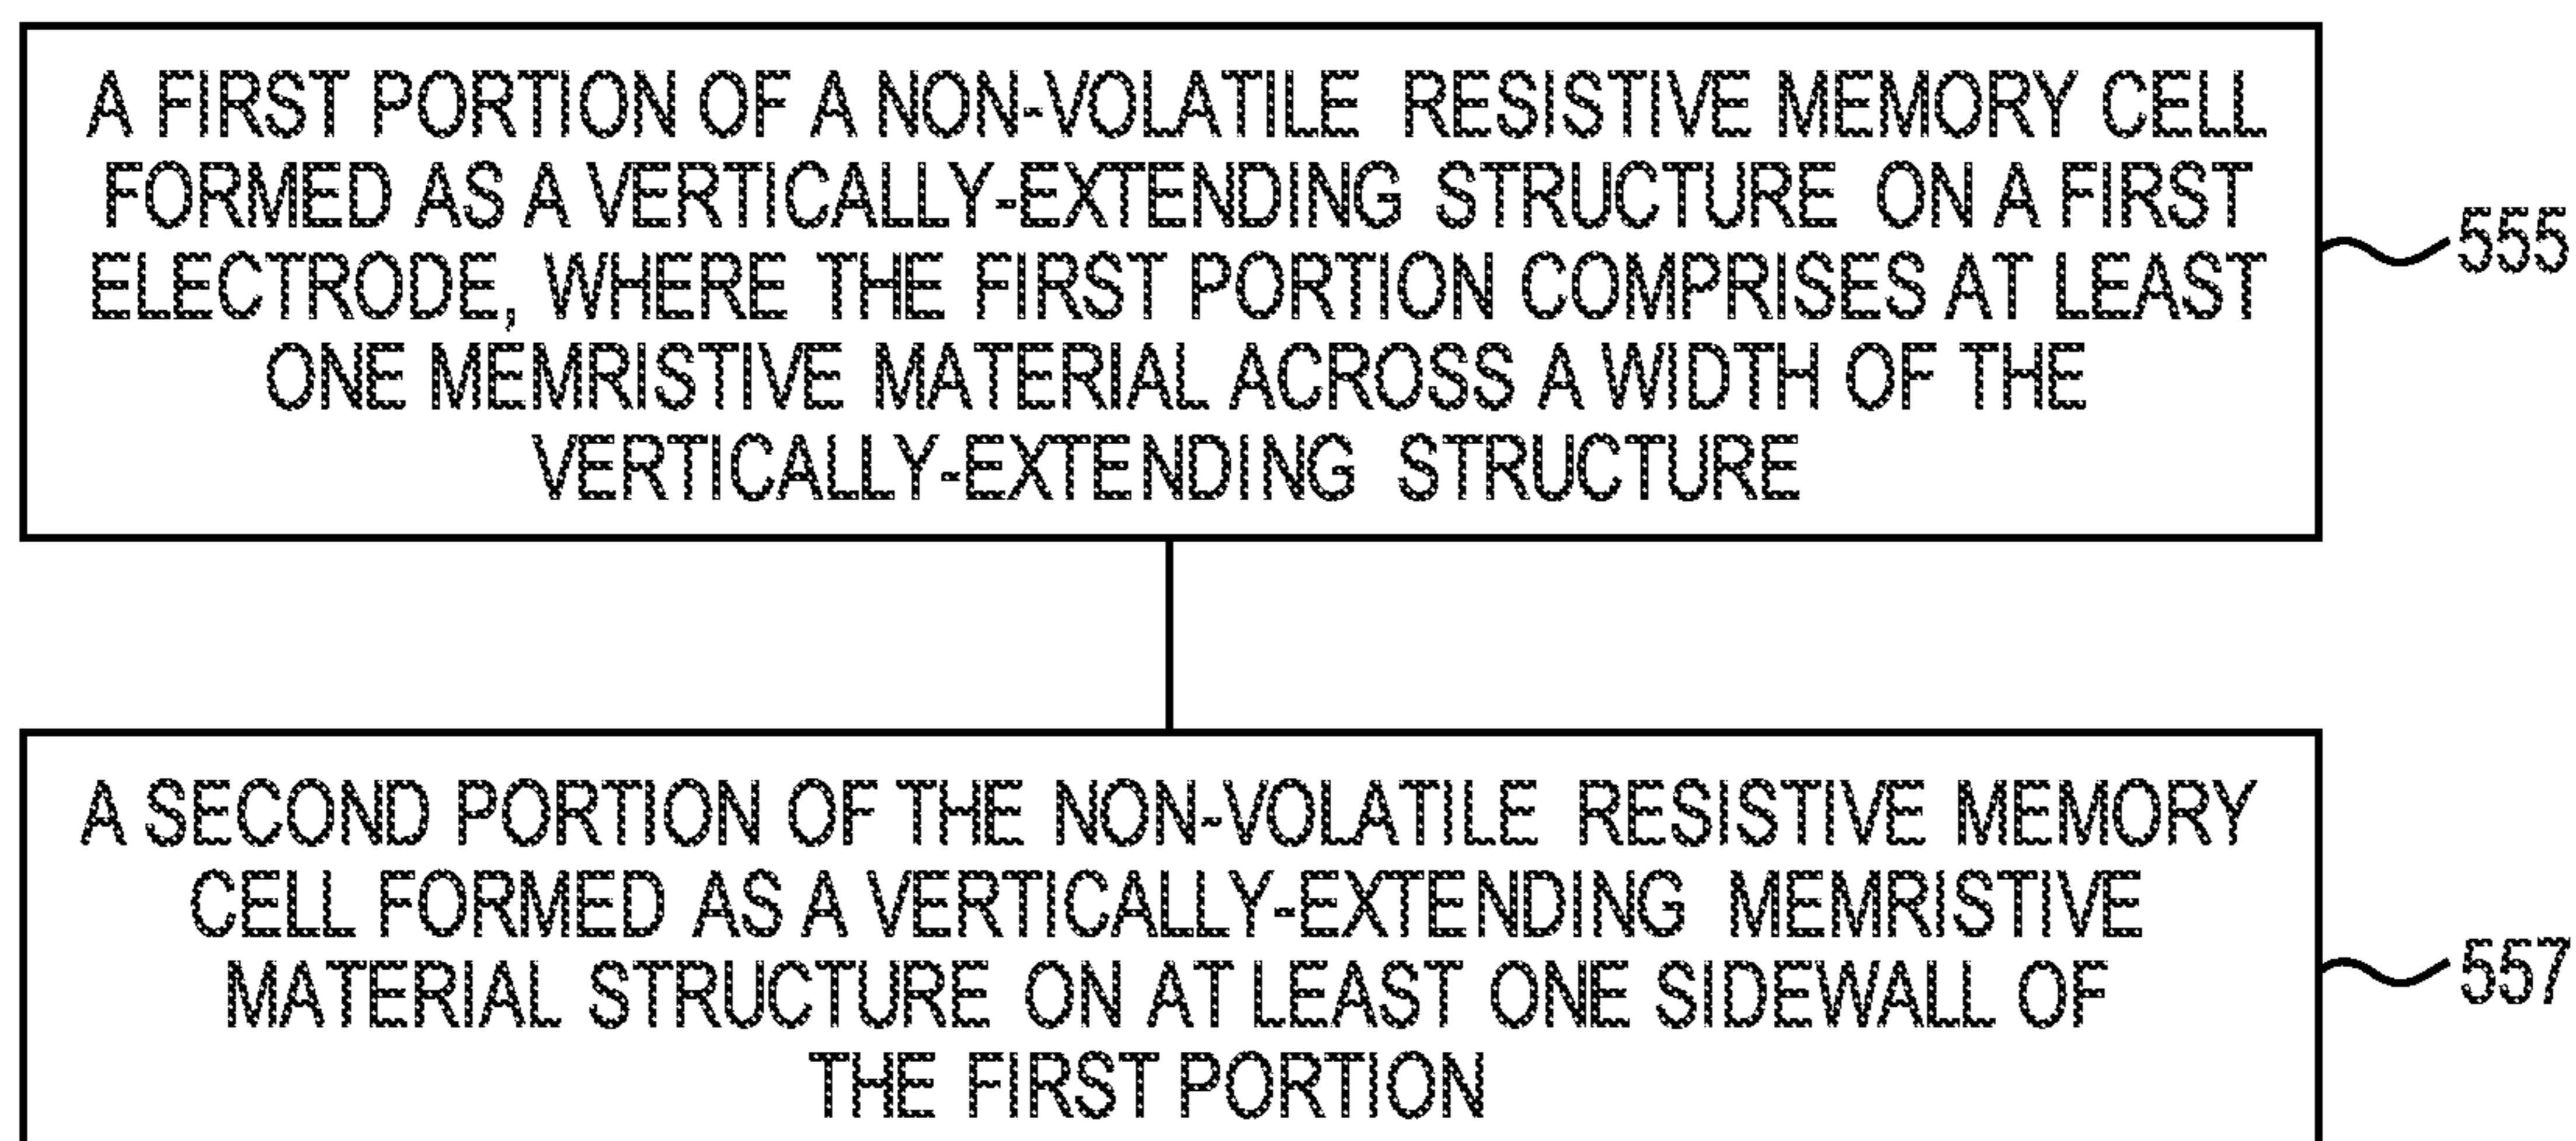 A FIRST PORTION OF A NON-VOLATILE RESISTIVE MEMORY CELL
FORMED AS A VERTICALLY-EXTENDING STRUCTURE ON A FIRST
ELECTRODE, WHERE THE FIRST PORTION COMPRISES AT LEAST
ONE MEMRISTIVE MATERIAL ACROSS A WIDTH OF THE
VERTICALLY-EXTENDING STRUCTURE
555
A SECOND PORTION OF THE NON-VOLATILE RESISTIVE MEMORY
CELL FORMED AS A VERTICALLY-EXTENDING MEMRISTIVE
MATERIAL STRUCTURE ON AT LEAST ONE SIDEWALL OF
THE FIRST PORTION
557